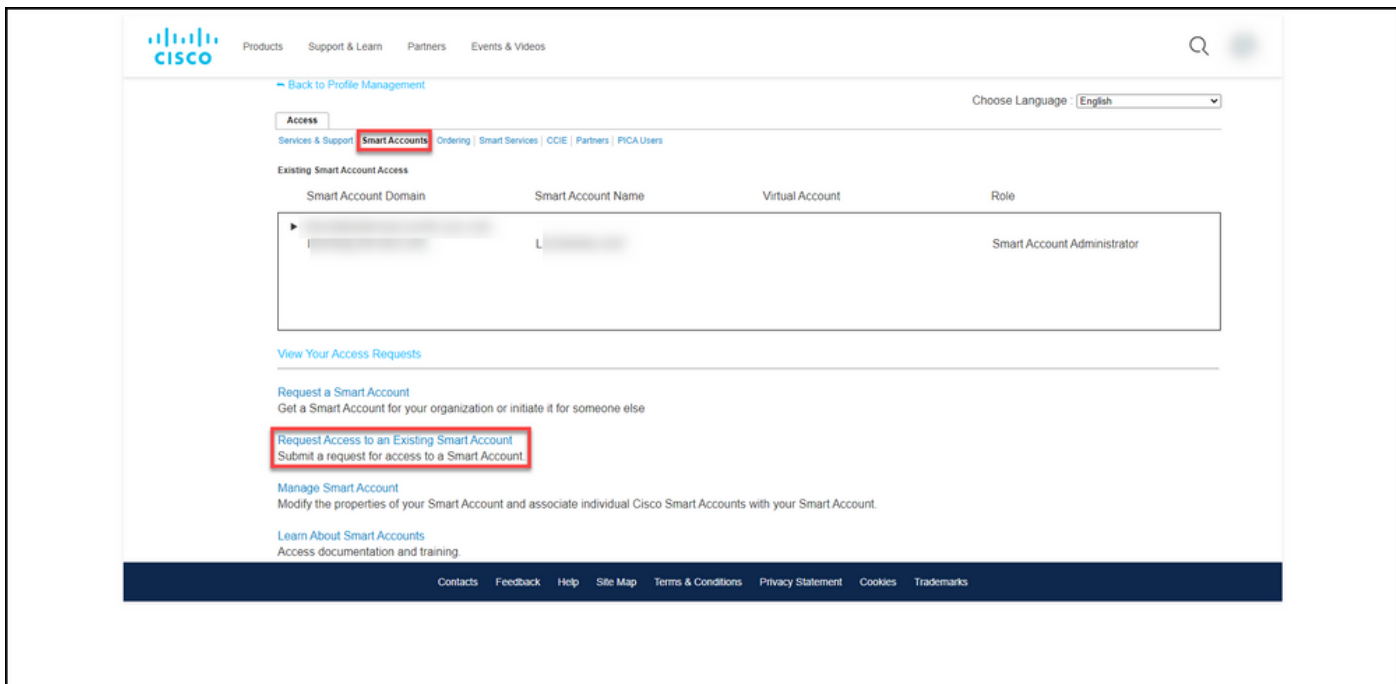 CISCO
Products Support & Learn Partners Events & Videos
Back to Profile Management
Choose Language : English
Access
Services & Support Smart Accounts Ordering | Smart Services | CCIE | Partners | PICA Users
Existing Smart Account Access
Smart Account Domain Smart Account Name Virtual Account Role
L Smart Account Administrator
View Your Access Requests
Request a Smart Account
Get a Smart Account for your organization or initiate it for someone else
Request Access to an Existing Smart Account
Submit a request for access to a Smart Account.
Manage Smart Account
Modify the properties of your Smart Account and associate individual Cisco Smart Accounts with your Smart Account.
Learn About Smart Accounts
Access documentation and training.
Contacts Feedback Help Site Map Terms & Conditions Privacy Statement Cookies Trademarks